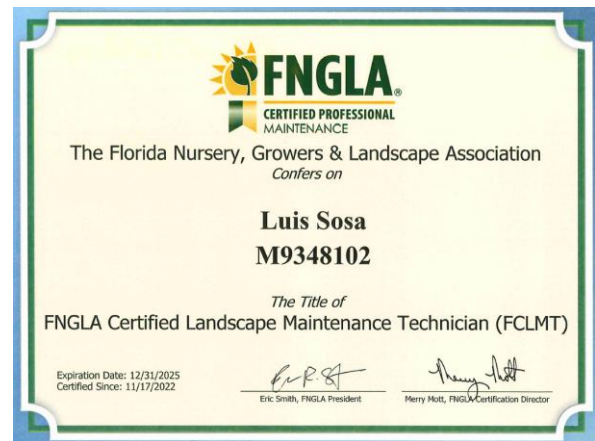 FNGLA®
CERTIFIED PROFESSIONAL
MAINTENANCE
The Florida Nursery, Growers & Landscape Association
Confers on
Luis Sosa
M9348102
The Title of
FNGLA Certified Landscape Maintenance Technician (FCLMT)
Expiration Date: 12/31/2025
Certified Since: 11/17/2022
Eric Smith, FNGLA President
Merry Mott, FNGLA Certification Director